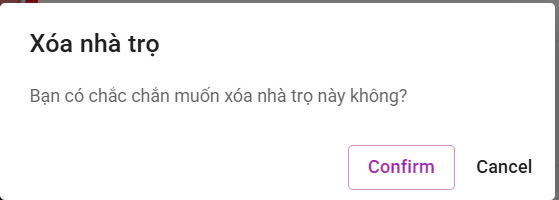 Xóa nhà trọ
Bạn có chắc chắn muốn xóa nhà trọ này không?
Confirm Cancel